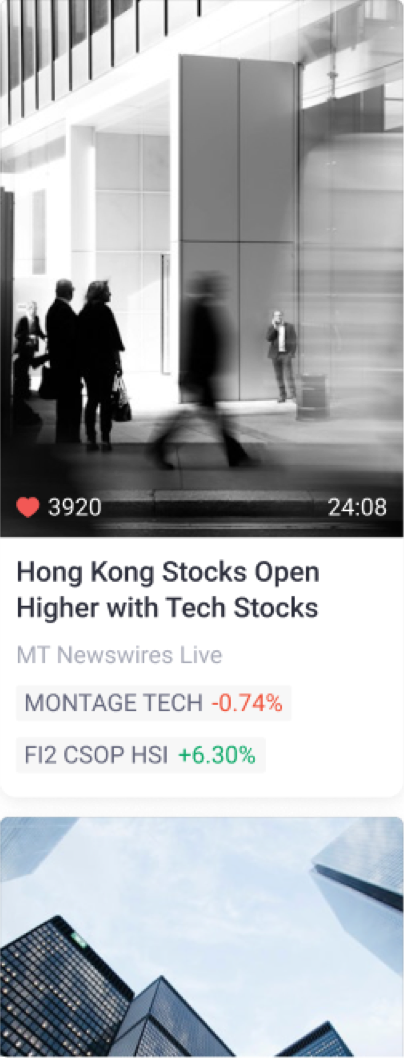 3920
24:08
Hong Kong Stocks Open
Higher with Tech Stocks
MT Newswires Live
MONTAGE TECH -0.74%
FI2 CSOP HSI +6.30%